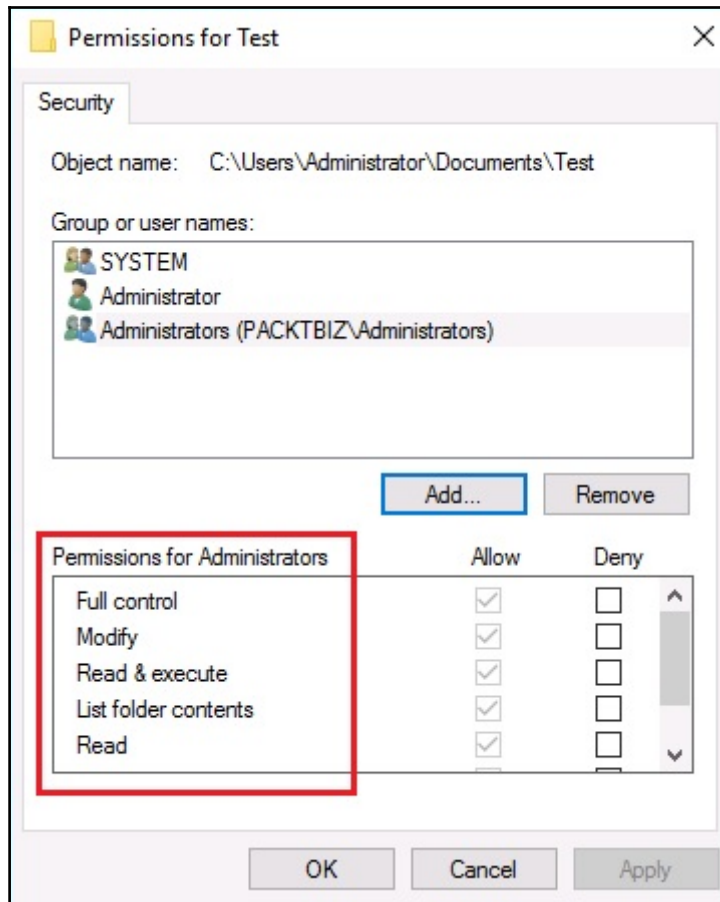 Permissions for Test
Security
Object name: C:\Users\Administrator\Documents\Test
Group or user names:
SYSTEM
Administrator
Administrators (PACKTBIZ\Administrators)
Add... Remove
Permissions for Administrators Allow Deny
Full control
Modify
Read & execute
List folder contents
Read
OK Cancel Apply